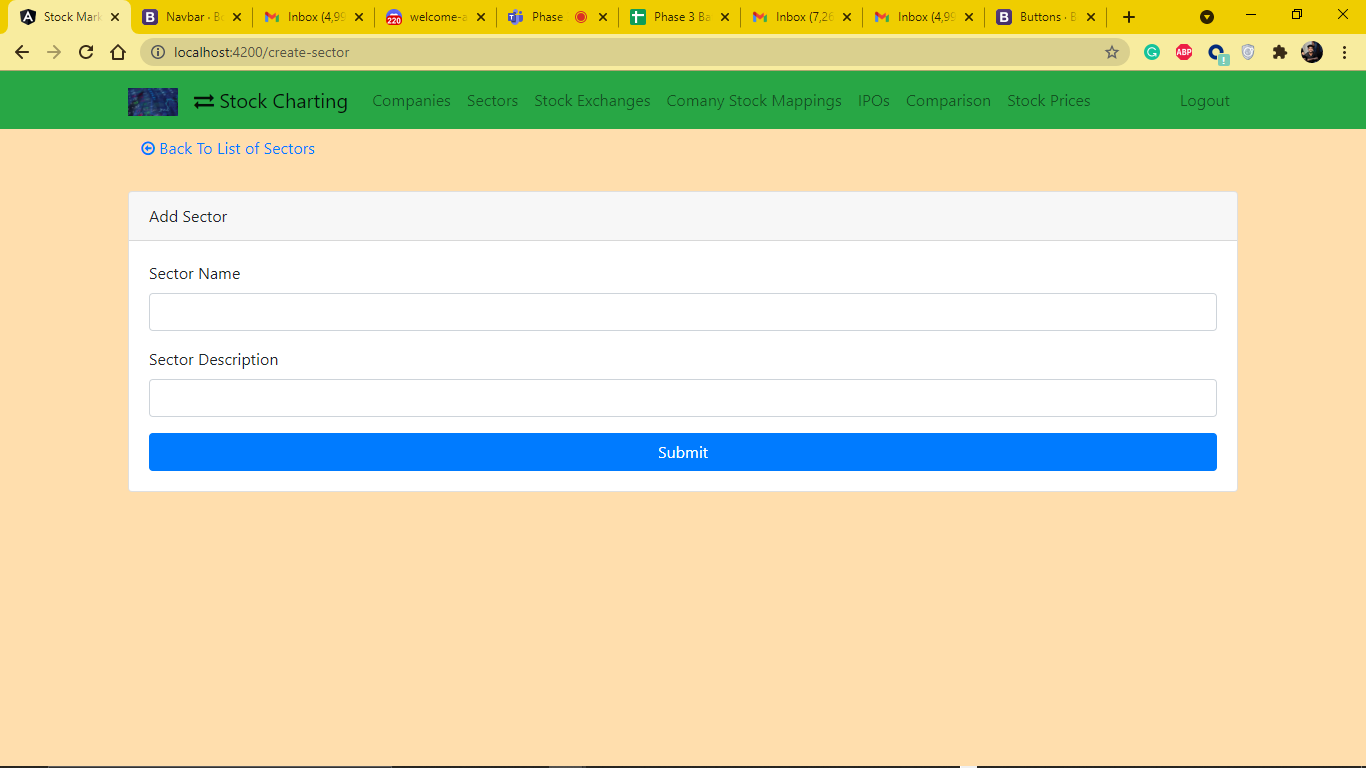 Stock Mark
Navbar · Bo
Inbox (4,99
welcome-a
Phase
Phase 3 Ba
Inbox (7,26
Inbox (4,99
Buttons · B
localhost:4200/create-sector
Stock Charting Companies Sectors Stock Exchanges Comany Stock Mappings IPOs Comparison Stock Prices Logout
Back To List of Sectors
Add Sector
Sector Name
Sector Description
Submit